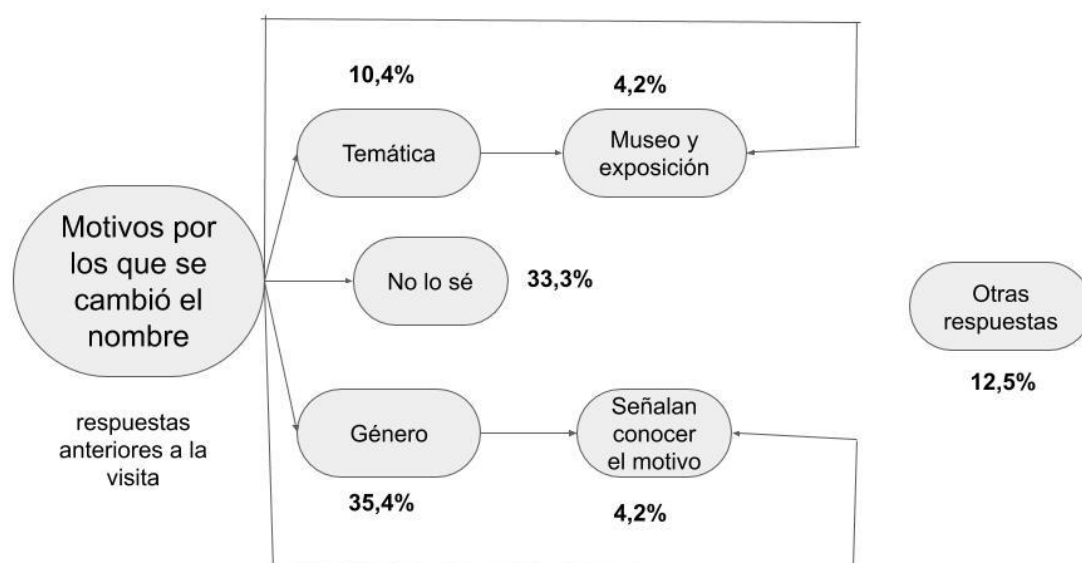 10,4%
4,2%
Temática
Museo y
exposición
Motivos por
los que se
cambió el
nombre
No lo sé
33,3%
Otras
respuestas
12,5%
respuestas
anteriores a la
visita
Género
Señalan
conocer
el motivo
35,4%
4,2%